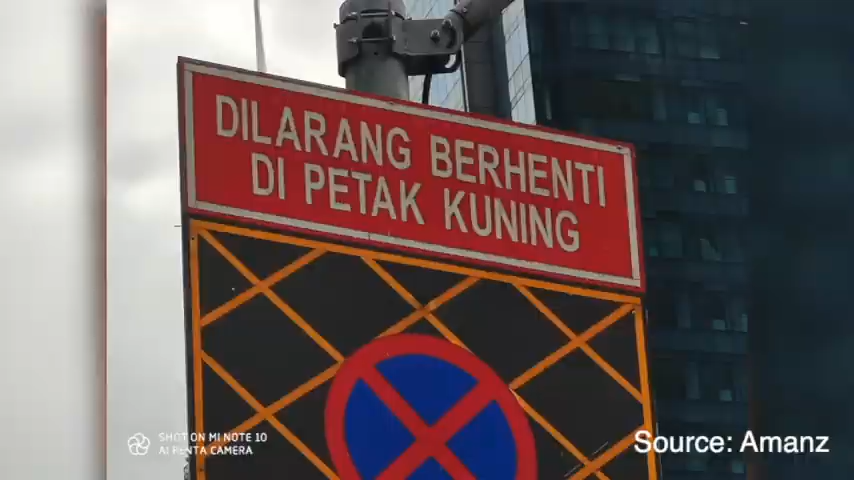 DILARANG BERHENTI
DI PETAK KUNING
SHOT ON MI NOTE 10
AI PENTA CAMERA
Source: Amanz